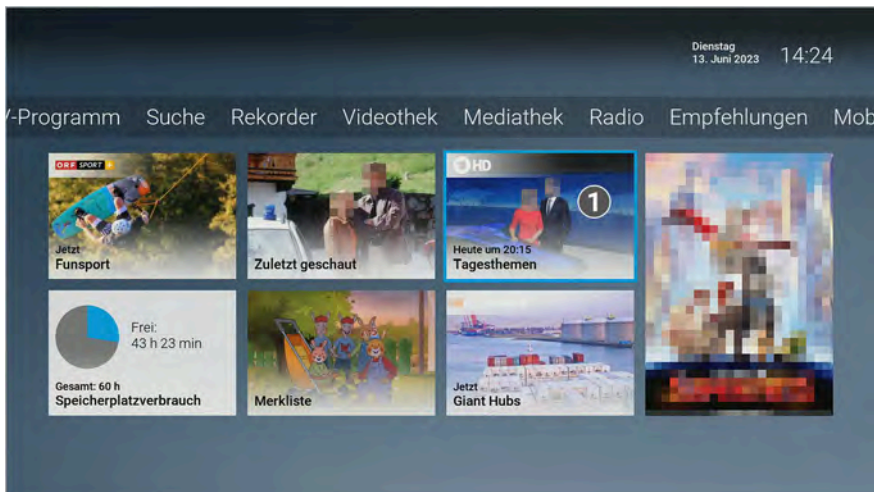 Dienstag
13. Juni 2023
14:24
V-Programm Suche Rekorder Videothek Mediathek Radio Empfehlungen Mob
ORF SPORT +
Jetzt
Funsport
Zuletzt geschaut
HD
1
Heute um 20:15
Tagesthemen
Frei:
43 h 23 min
Gesamt: 60 h
Speicherplatzverbrauch
Merkliste
Jetzt
Giant Hubs